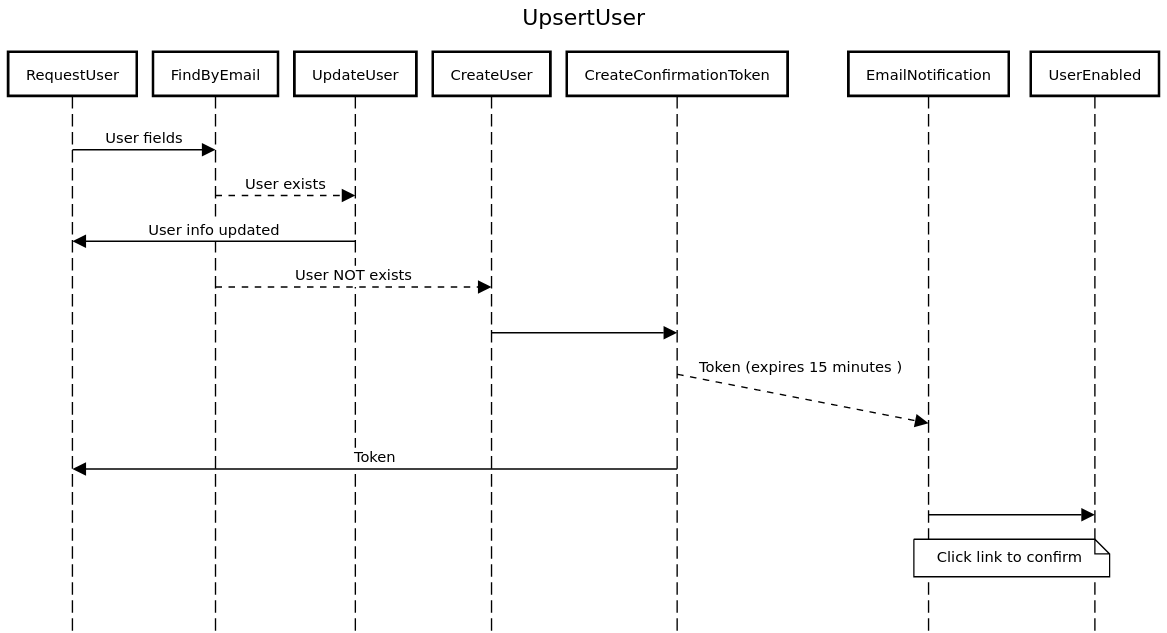 UpsertUser
RequestUser
FindByEmail
UpdateUser
CreateUser
CreateConfirmationToken
EmailNotification
UserEnabled
User fields
User exists
User info updated
User NOT exists
Token (expires 15 minutes )
Token
Click link to confirm